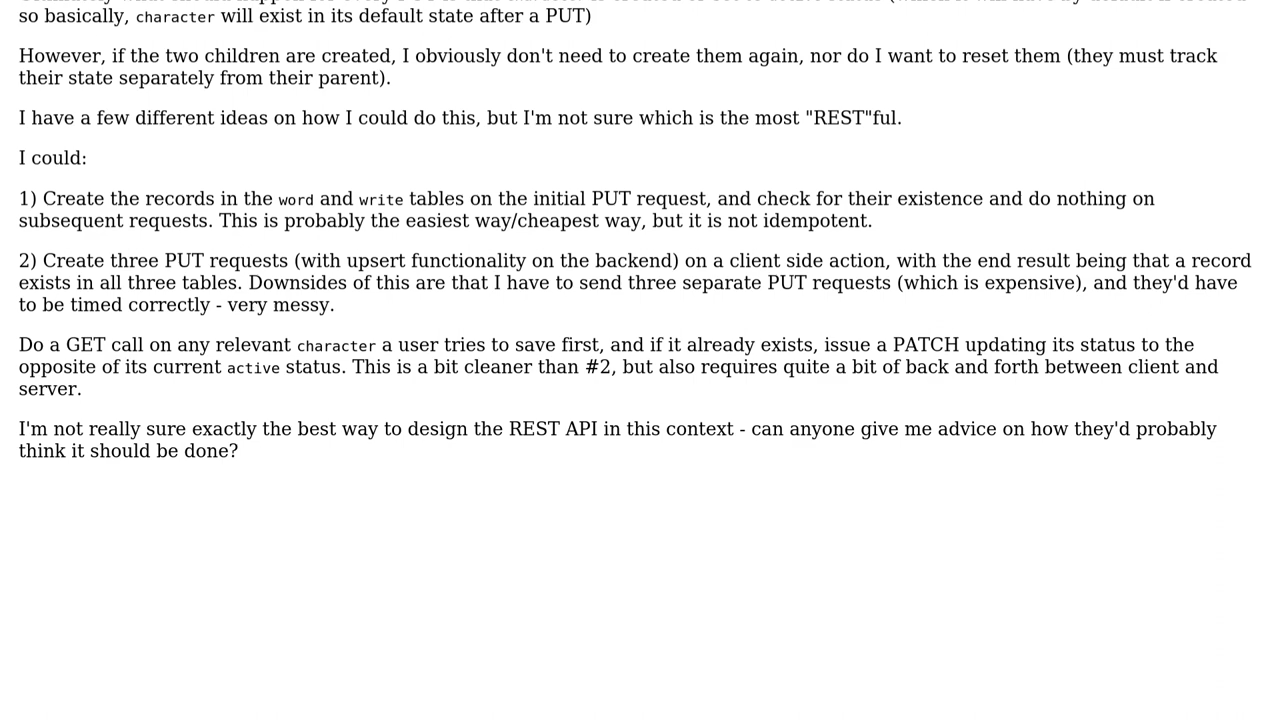 so basically, character will exist in its default state after a PUT)
However, if the two children are created, I obviously don't need to create them again, nor do I want to reset them (they must track
their state separately from their parent).
I have a few different ideas on how I could do this, but I'm not sure which is the most "REST"ful.
I could:
1) Create the records in the word and write tables on the initial PUT request, and check for their existence and do nothing on
subsequent requests. This is probably the easiest way/cheapest way, but it is not idempotent.
2) Create three PUT requests (with upsert functionality on the backend) on a client side action, with the end result being that a record
exists in all three tables. Downsides of this are that I have to send three separate PUT requests (which is expensive), and they'd have
to be timed correctly - very messy.
Do a GET call on any relevant character a user tries to save first, and if it already exists, issue a PATCH updating its status to the
opposite of its current active status. This is a bit cleaner than #2, but also requires quite a bit of back and forth between client and
server.
I'm not really sure exactly the best way to design the REST API in this context - can anyone give me advice on how they'd probably
think it should be done?